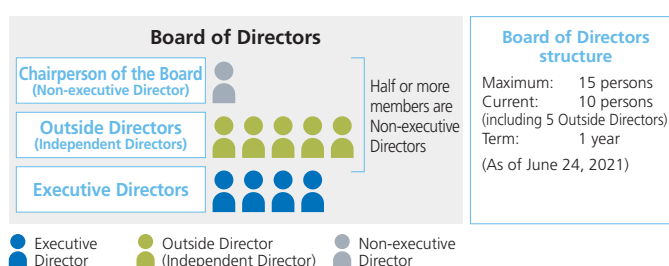 Board of Directors
Chairperson of the Board
(Non-executive Director)
Outside Directors
(Independent Directors)
Executive Directors
Half or more
members are
Non-executive
Directors
Board of Directors
structure
Maximum: 15 persons
Current: 10 persons
(including 5 Outside Directors)
Term: 1 year
(As of June 24, 2021)
Executive
Director
Outside Director
(Independent Director)
Non-executive
Director